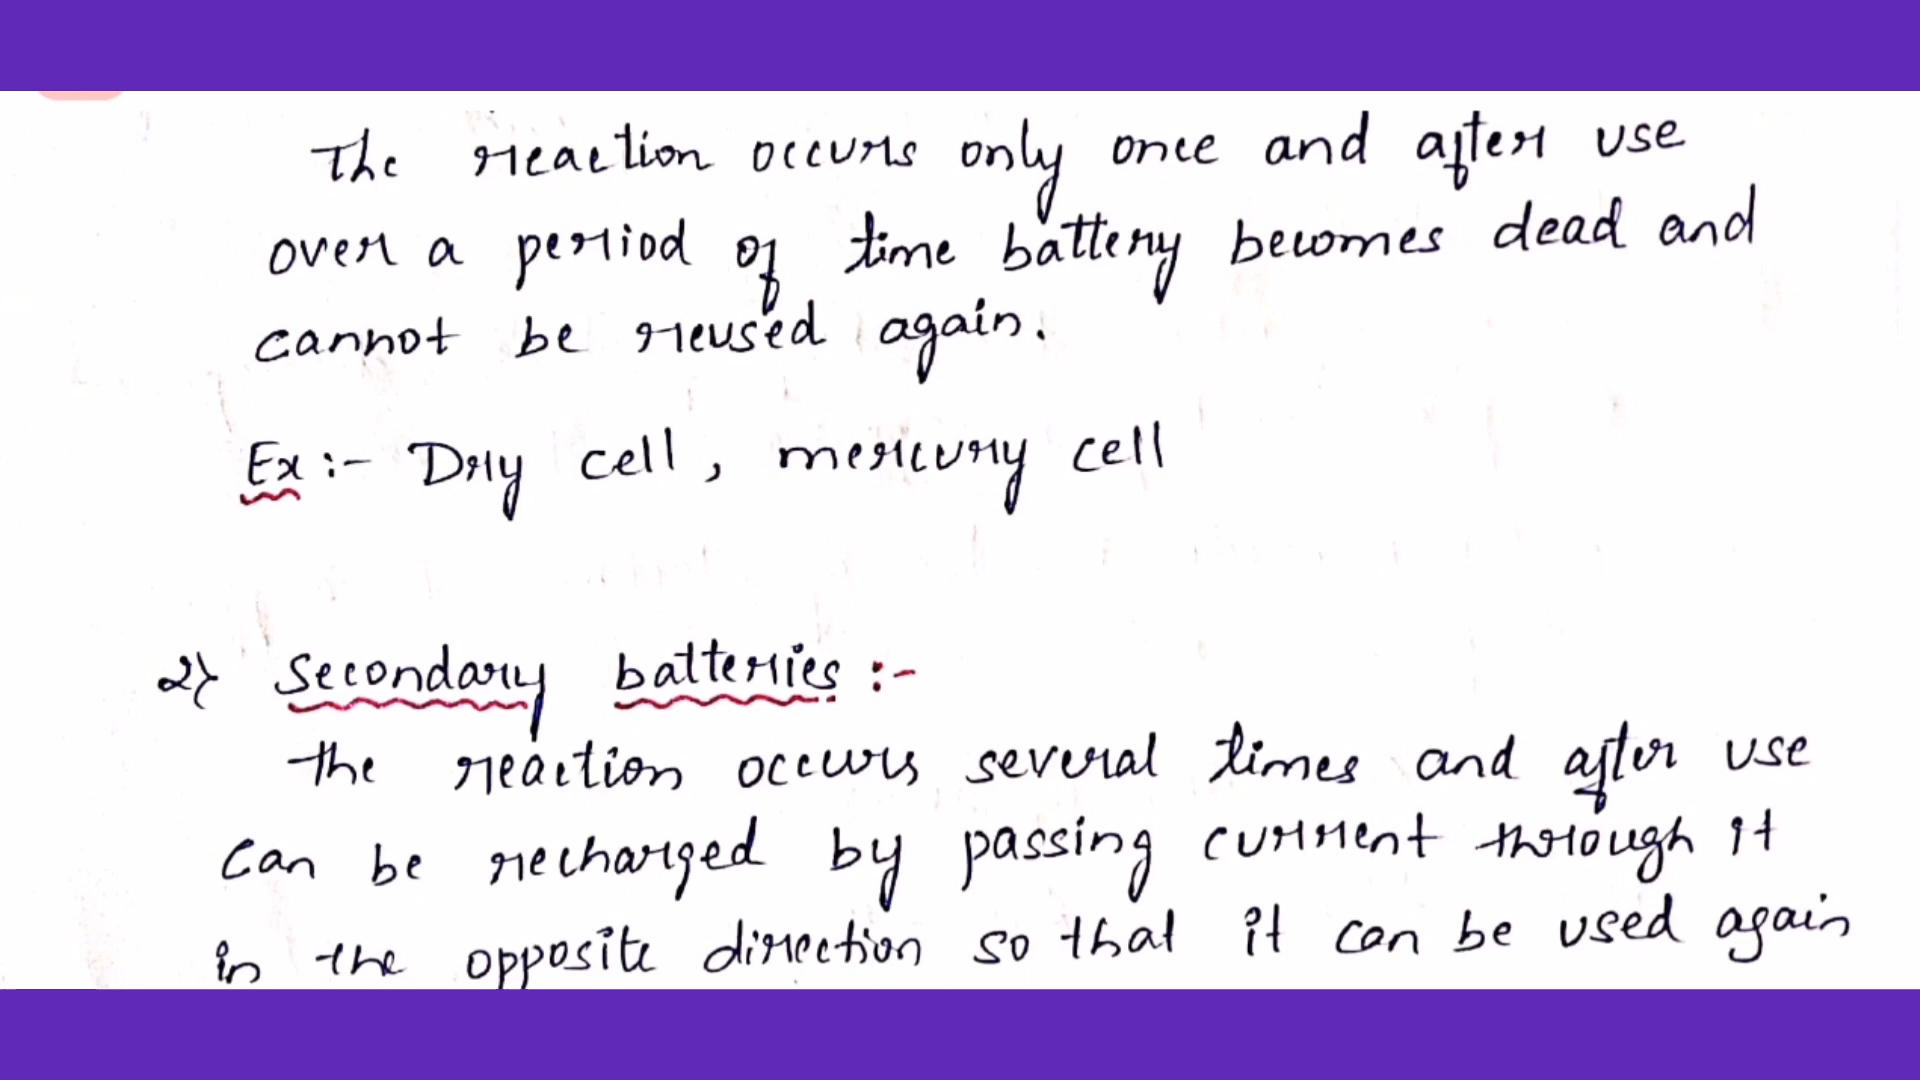 The reaction occurs only once and after use
over a period of time battery becomes dead and
cannot be reused again.
Ex :- Dry cell, mercury cell
2} Secondary batteries :-
the reaction occurs several times and after use
can be recharged by passing current through it
in the opposite direction so that it can be used again